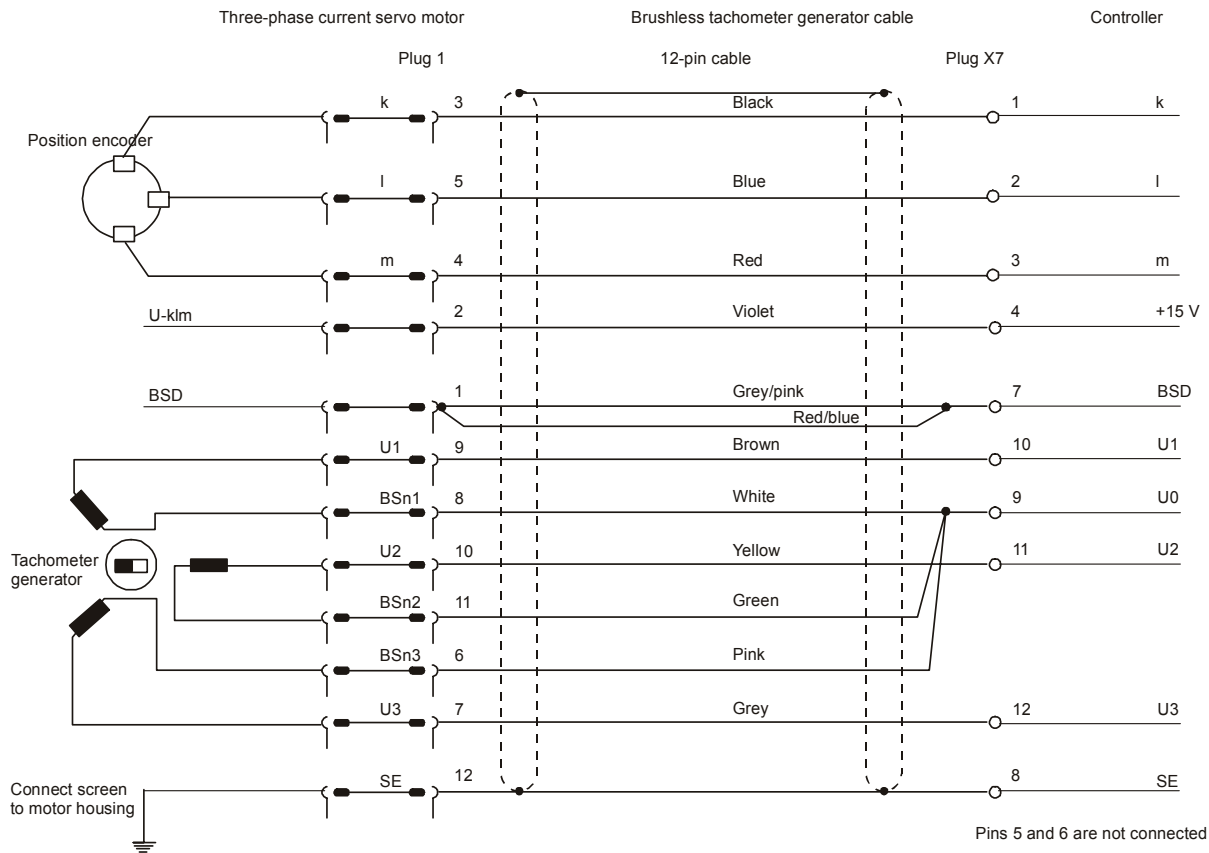 Three-phase current servo motor Brushless tachometer generator cable Controller
Plug 1 12-pin cable Plug X7
k 3 Black 1 k
Position encoder
l 5 Blue 2 l
m 4 Red 3 m
U-klm 2 Violet 4 +15 V
BSD 1 Grey/pink 7 BSD
Red/blue
U1 9 Brown 10 U1
BSn1 8 White 9 U0
Tachometer
generator
U2 10 Yellow 11 U2
BSn2 11 Green
BSn3 6 Pink
U3 7 Grey 12 U3
Connect screen
to motor housing
SE 12 8 SE
Pins 5 and 6 are not connected